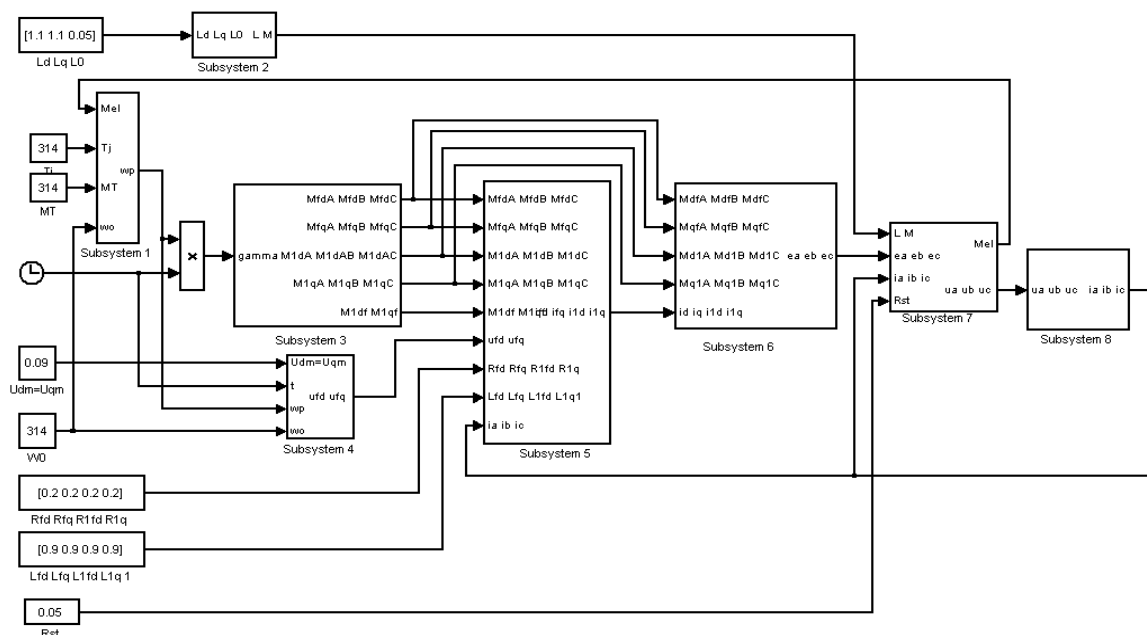 [1.1 1.1 0.05]
Ld Lq L0
Ld Lq L0 L M
Subsystem 2
Mel
Tj
MT
wo
wp
Subsystem 1
314
Tj
314
MT
x
gamma
MfdA MfdB MfdC
MfqA MfqB MfqC
M1dA M1dAB M1dAC
M1qA M1qB M1qC
M1df M1qf
Subsystem 3
0.09
Udm=Uqm
314
W0
Udm=Uqm
t
wp
wo
ufd ufq
Subsystem 4
MfdA MfdB MfdC
MfqA MfqB MfqC
M1dA M1dB M1dC
M1qA M1qB M1qC
M1df M1qf
ifd ifq i1d i1q
ufd ufq
Rfd Rfq R1fd R1q
Lfd Lfq L1fd L1q1
ia ib ic
Subsystem 5
MdfA MdfB MdfC
MqfA MqfB MqfC
Md1A Md1B Md1C
Mq1A Mq1B Mq1C
id iq i1d i1q
ea eb ec
Subsystem 6
L M
ea eb ec
ia ib ic
Rst
Mel
ua ub uc
Subsystem 7
ua ub uc ia ib ic
Subsystem 8
[0.2 0.2 0.2 0.2]
Rfd Rfq R1fd R1q
[0.9 0.9 0.9 0.9]
Lfd Lfq L1fd L1q 1
0.05
Rst